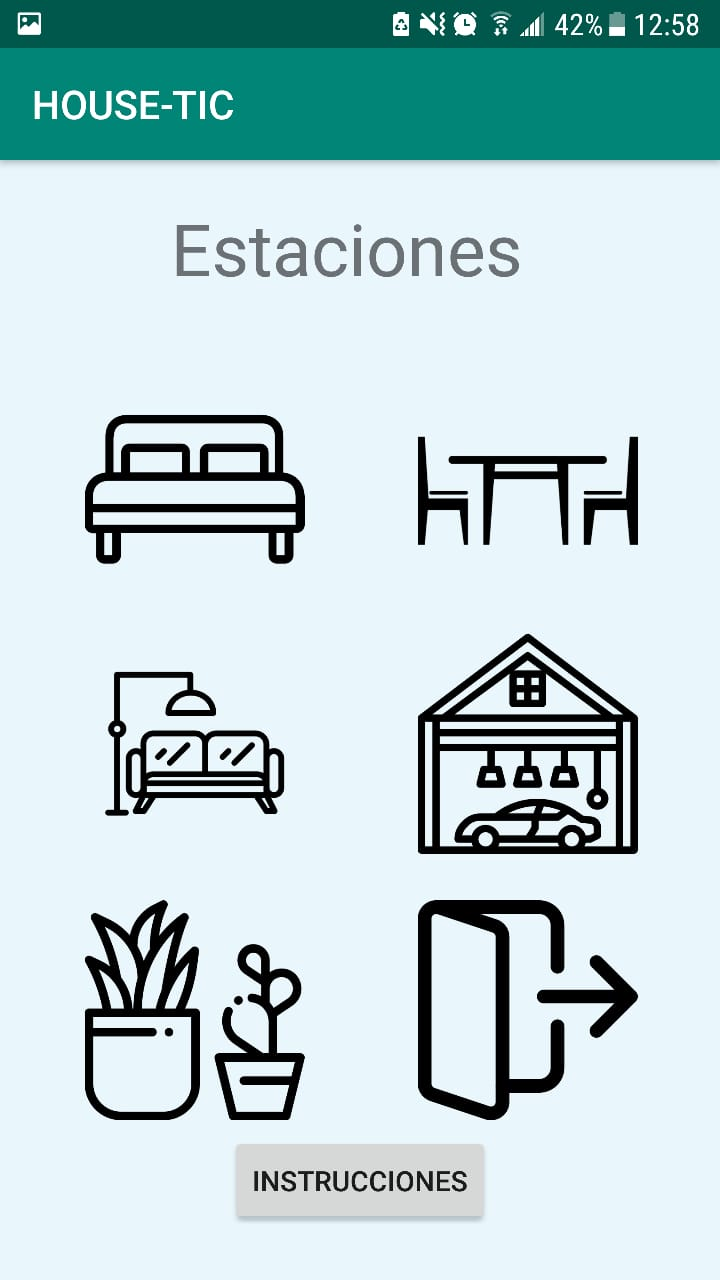 42% 12:58
HOUSE-TIC
Estaciones
INSTRUCCIONES